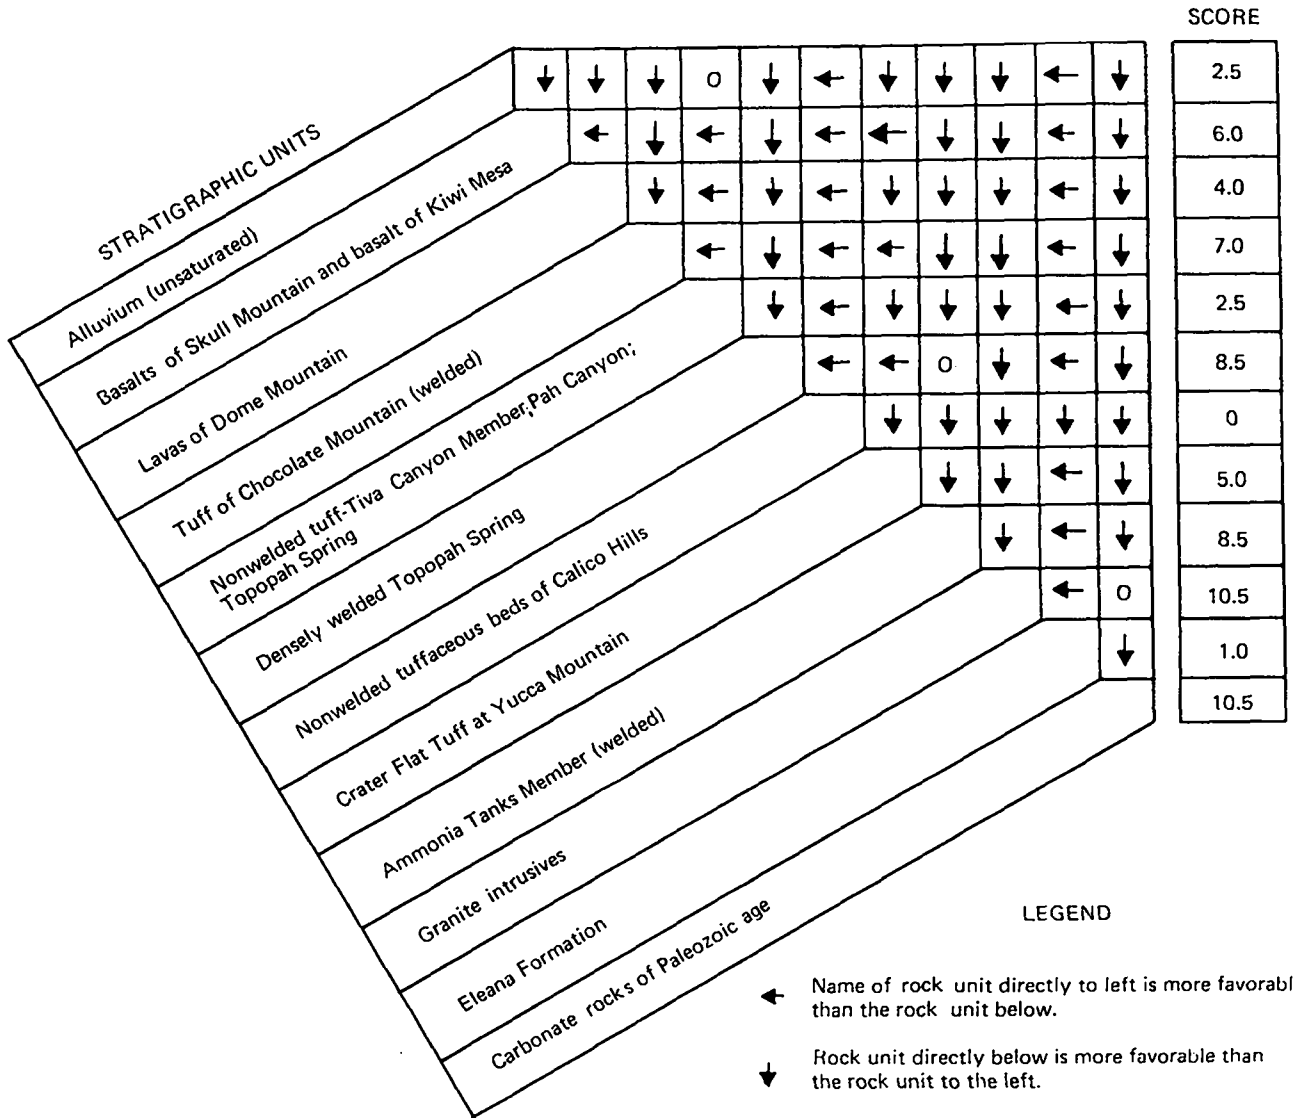 SCORE
STRATIGRAPHIC UNITS
Alluvium (unsaturated)
Basalts of Skull Mountain and basalt of Kiwi Mesa
Lavas of Dome Mountain
Tuff of Chocolate Mountain (welded)
Nonwelded tuff-Tiva Canyon Member;Pah Canyon;
Topopah Spring
Densely welded Topopah Spring
Nonwelded tuffaceous beds of Calico Hills
Crater Flat Tuff at Yucca Mountain
Ammonia Tanks Member (welded)
Granite intrusives
Eleana Formation
Carbonate rocks of Paleozoic age
↓ ↓ ↓ O ↓ ← ↓ ↓ ↓ ← ↓ 2.5
← ↓ ← ↓ ← ← ↓ ↓ ← ↓ 6.0
↓ ← ↓ ← ↓ ↓ ↓ ← ↓ 4.0
← ↓ ← ← ↓ ↓ ← ↓ 7.0
↓ ← ↓ ↓ ↓ ← ↓ 2.5
← ← O ↓ ← ↓ 8.5
↓ ↓ ↓ ↓ ↓ 0
↓ ↓ ← ↓ 5.0
↓ ← ↓ 8.5
← O 10.5
↓ 1.0
10.5
LEGEND
← Name of rock unit directly to left is more favorabl
than the rock unit below.
↓ Rock unit directly below is more favorable than
the rock unit to the left.